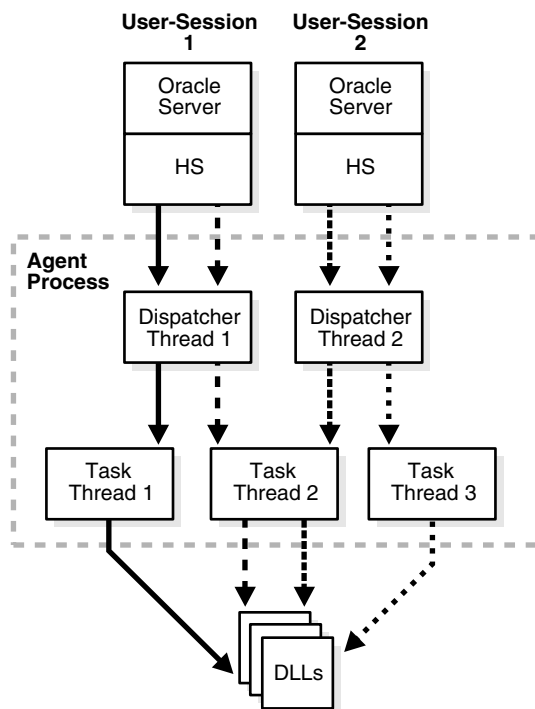 User-Session
1
User-Session
2
Oracle
Server
HS
Oracle
Server
HS
Agent
Process
Dispatcher
Thread 1
Dispatcher
Thread 2
Task
Thread 1
Task
Thread 2
Task
Thread 3
DLLs